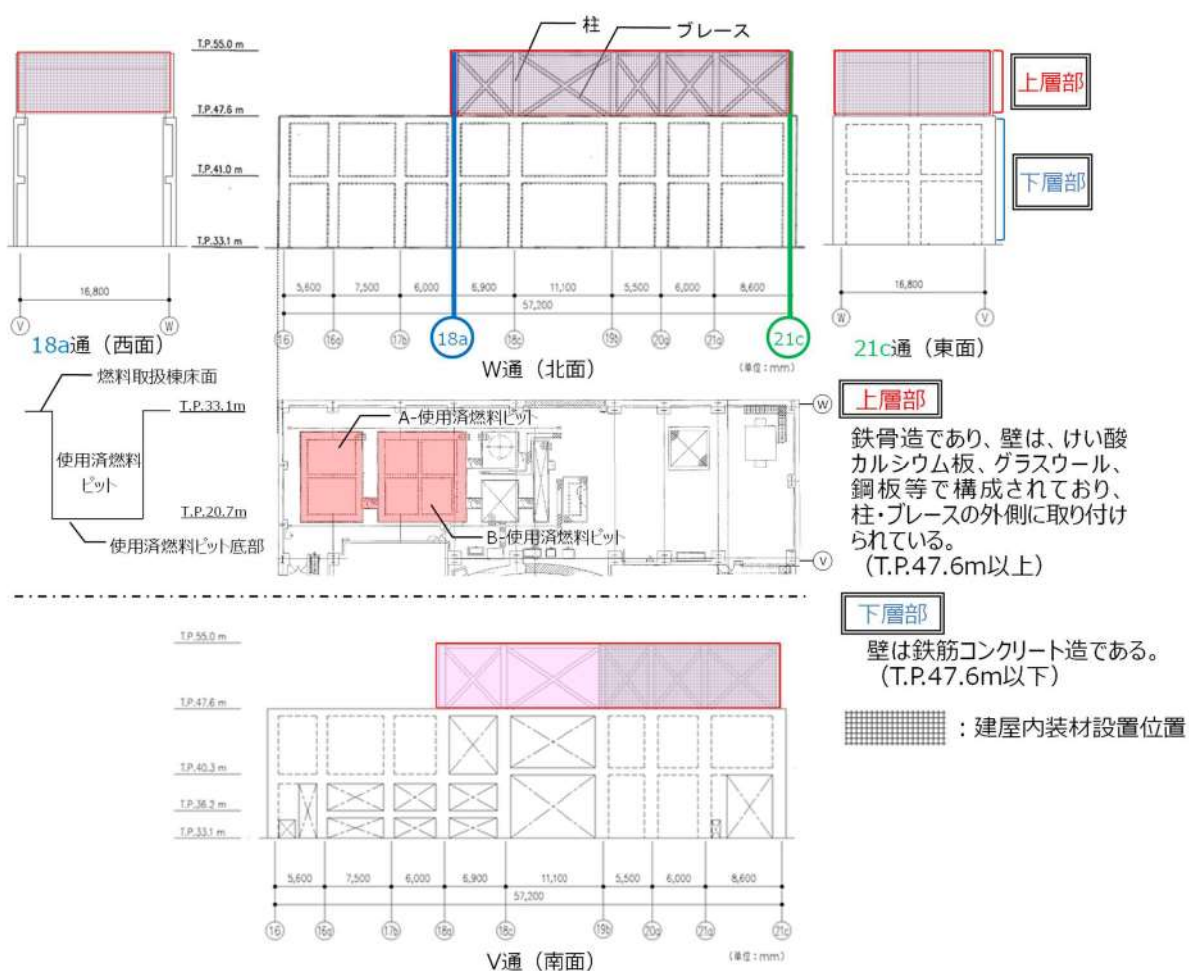 柱
ブレース
T.P.55.0 m
T.P.47.6 m
T.P.41.0 m
T.P.33.1 m
上層部
下層部
16,800
Ⓥ
Ⓦ
18a通（西面）
5,600
7,500
6,000
6,900
11,100
5,500
6,000
8,600
57,200
16
17b
18a
18c
19b
21c
W通（北面）
(単位：mm)
16,800
Ⓦ
Ⓥ
21c通（東面）
燃料取扱棟床面
T.P.33.1m
使用済燃料
ピット
T.P.20.7m
使用済燃料ピット底部
A-使用済燃料ピット
B-使用済燃料ピット
Ⓦ
Ⓥ
上層部
鉄骨造であり、壁は、けい酸
カルシウム板、グラスウール、
鋼板等で構成されており、
柱・ブレースの外側に取り付け
られている。
(T.P.47.6m以上)
下層部
壁は鉄筋コンクリート造である。
(T.P.47.6m以下)
：建屋内装材設置位置
T.P.55.0 m
T.P.47.6 m
T.P.40.3 m
T.P.36.2 m
T.P.33.1 m
5,600
7,500
6,000
6,900
11,100
5,500
6,000
8,600
57,200
16
17b
18c
19b
21c
V通（南面）
(単位：mm)